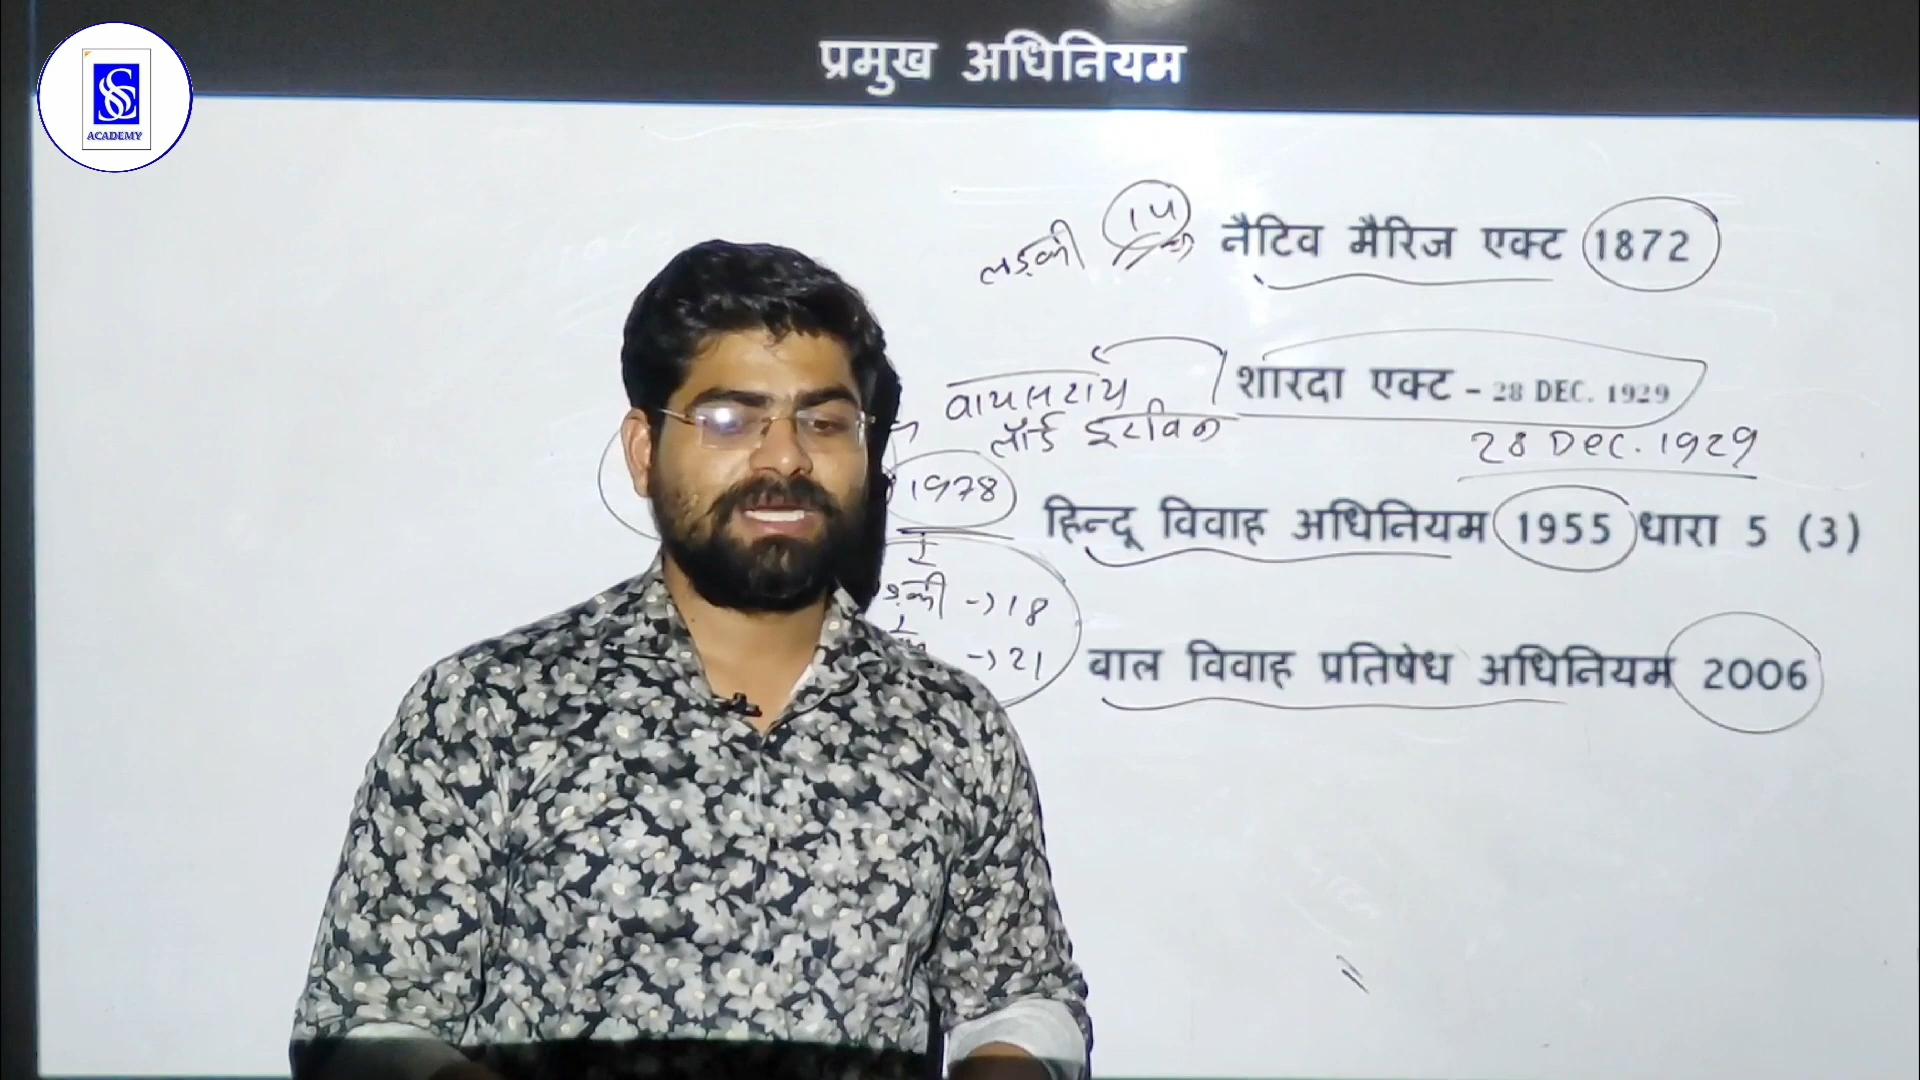 प्रमुख अधिनियम
SSC
ACADEMY
लड़की 14 नैटिव मैरिज एक्ट 1872
शारदा एक्ट - 28 DEC. 1929
वायसराय
लॉर्ड इरविन
28 Dec. 1929
1978
हिन्दू विवाह अधिनियम 1955 धारा 5 (3)
ड़की → 18
→ 21
बाल विवाह प्रतिषेध अधिनियम 2006